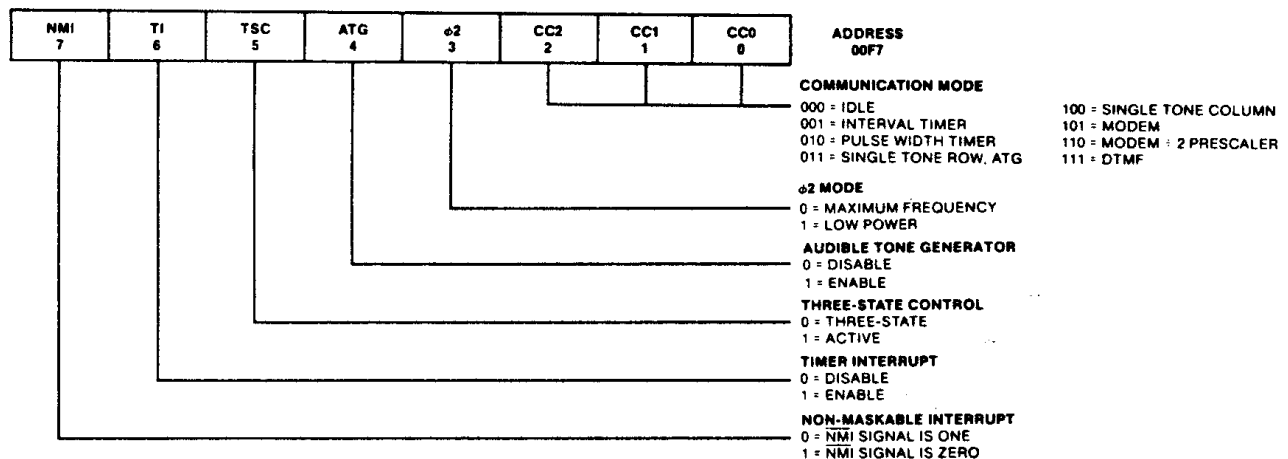 NMI TI TSC ATG φ2 CC2 CC1 CC0 ADDRESS
7 6 5 4 3 2 1 0 00F7
COMMUNICATION MODE
000 = IDLE 100 = SINGLE TONE COLUMN
001 = INTERVAL TIMER 101 = MODEM
010 = PULSE WIDTH TIMER 110 = MODEM ÷ 2 PRESCALER
011 = SINGLE TONE ROW, ATG 111 = DTMF
φ2 MODE
0 = MAXIMUM FREQUENCY
1 = LOW POWER
AUDIBLE TONE GENERATOR
0 = DISABLE
1 = ENABLE
THREE-STATE CONTROL
0 = THREE-STATE
1 = ACTIVE
TIMER INTERRUPT
0 = DISABLE
1 = ENABLE
NON-MASKABLE INTERRUPT
0 = N̅M̅I̅ SIGNAL IS ONE
1 = N̅M̅I̅ SIGNAL IS ZERO